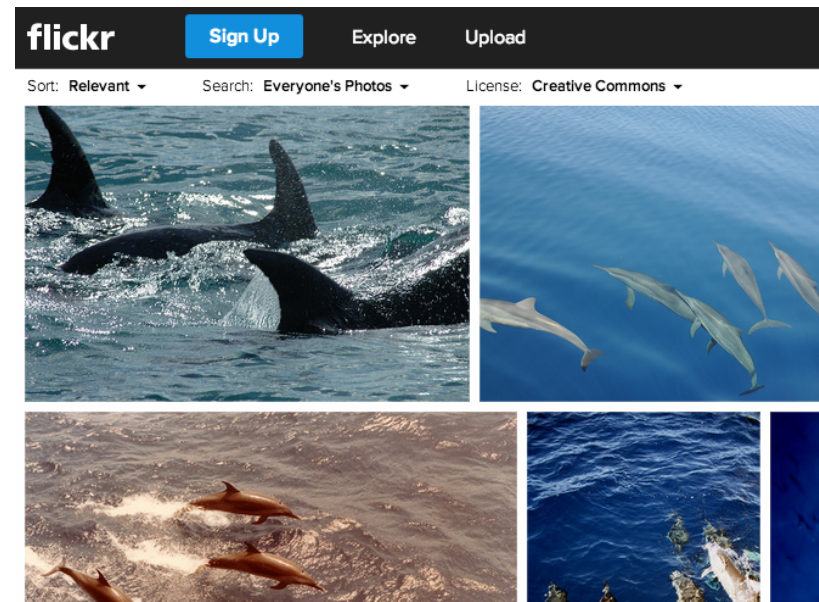 flickr Sign Up Explore Upload
Sort: Relevant Search: Everyone's Photos License: Creative Commons